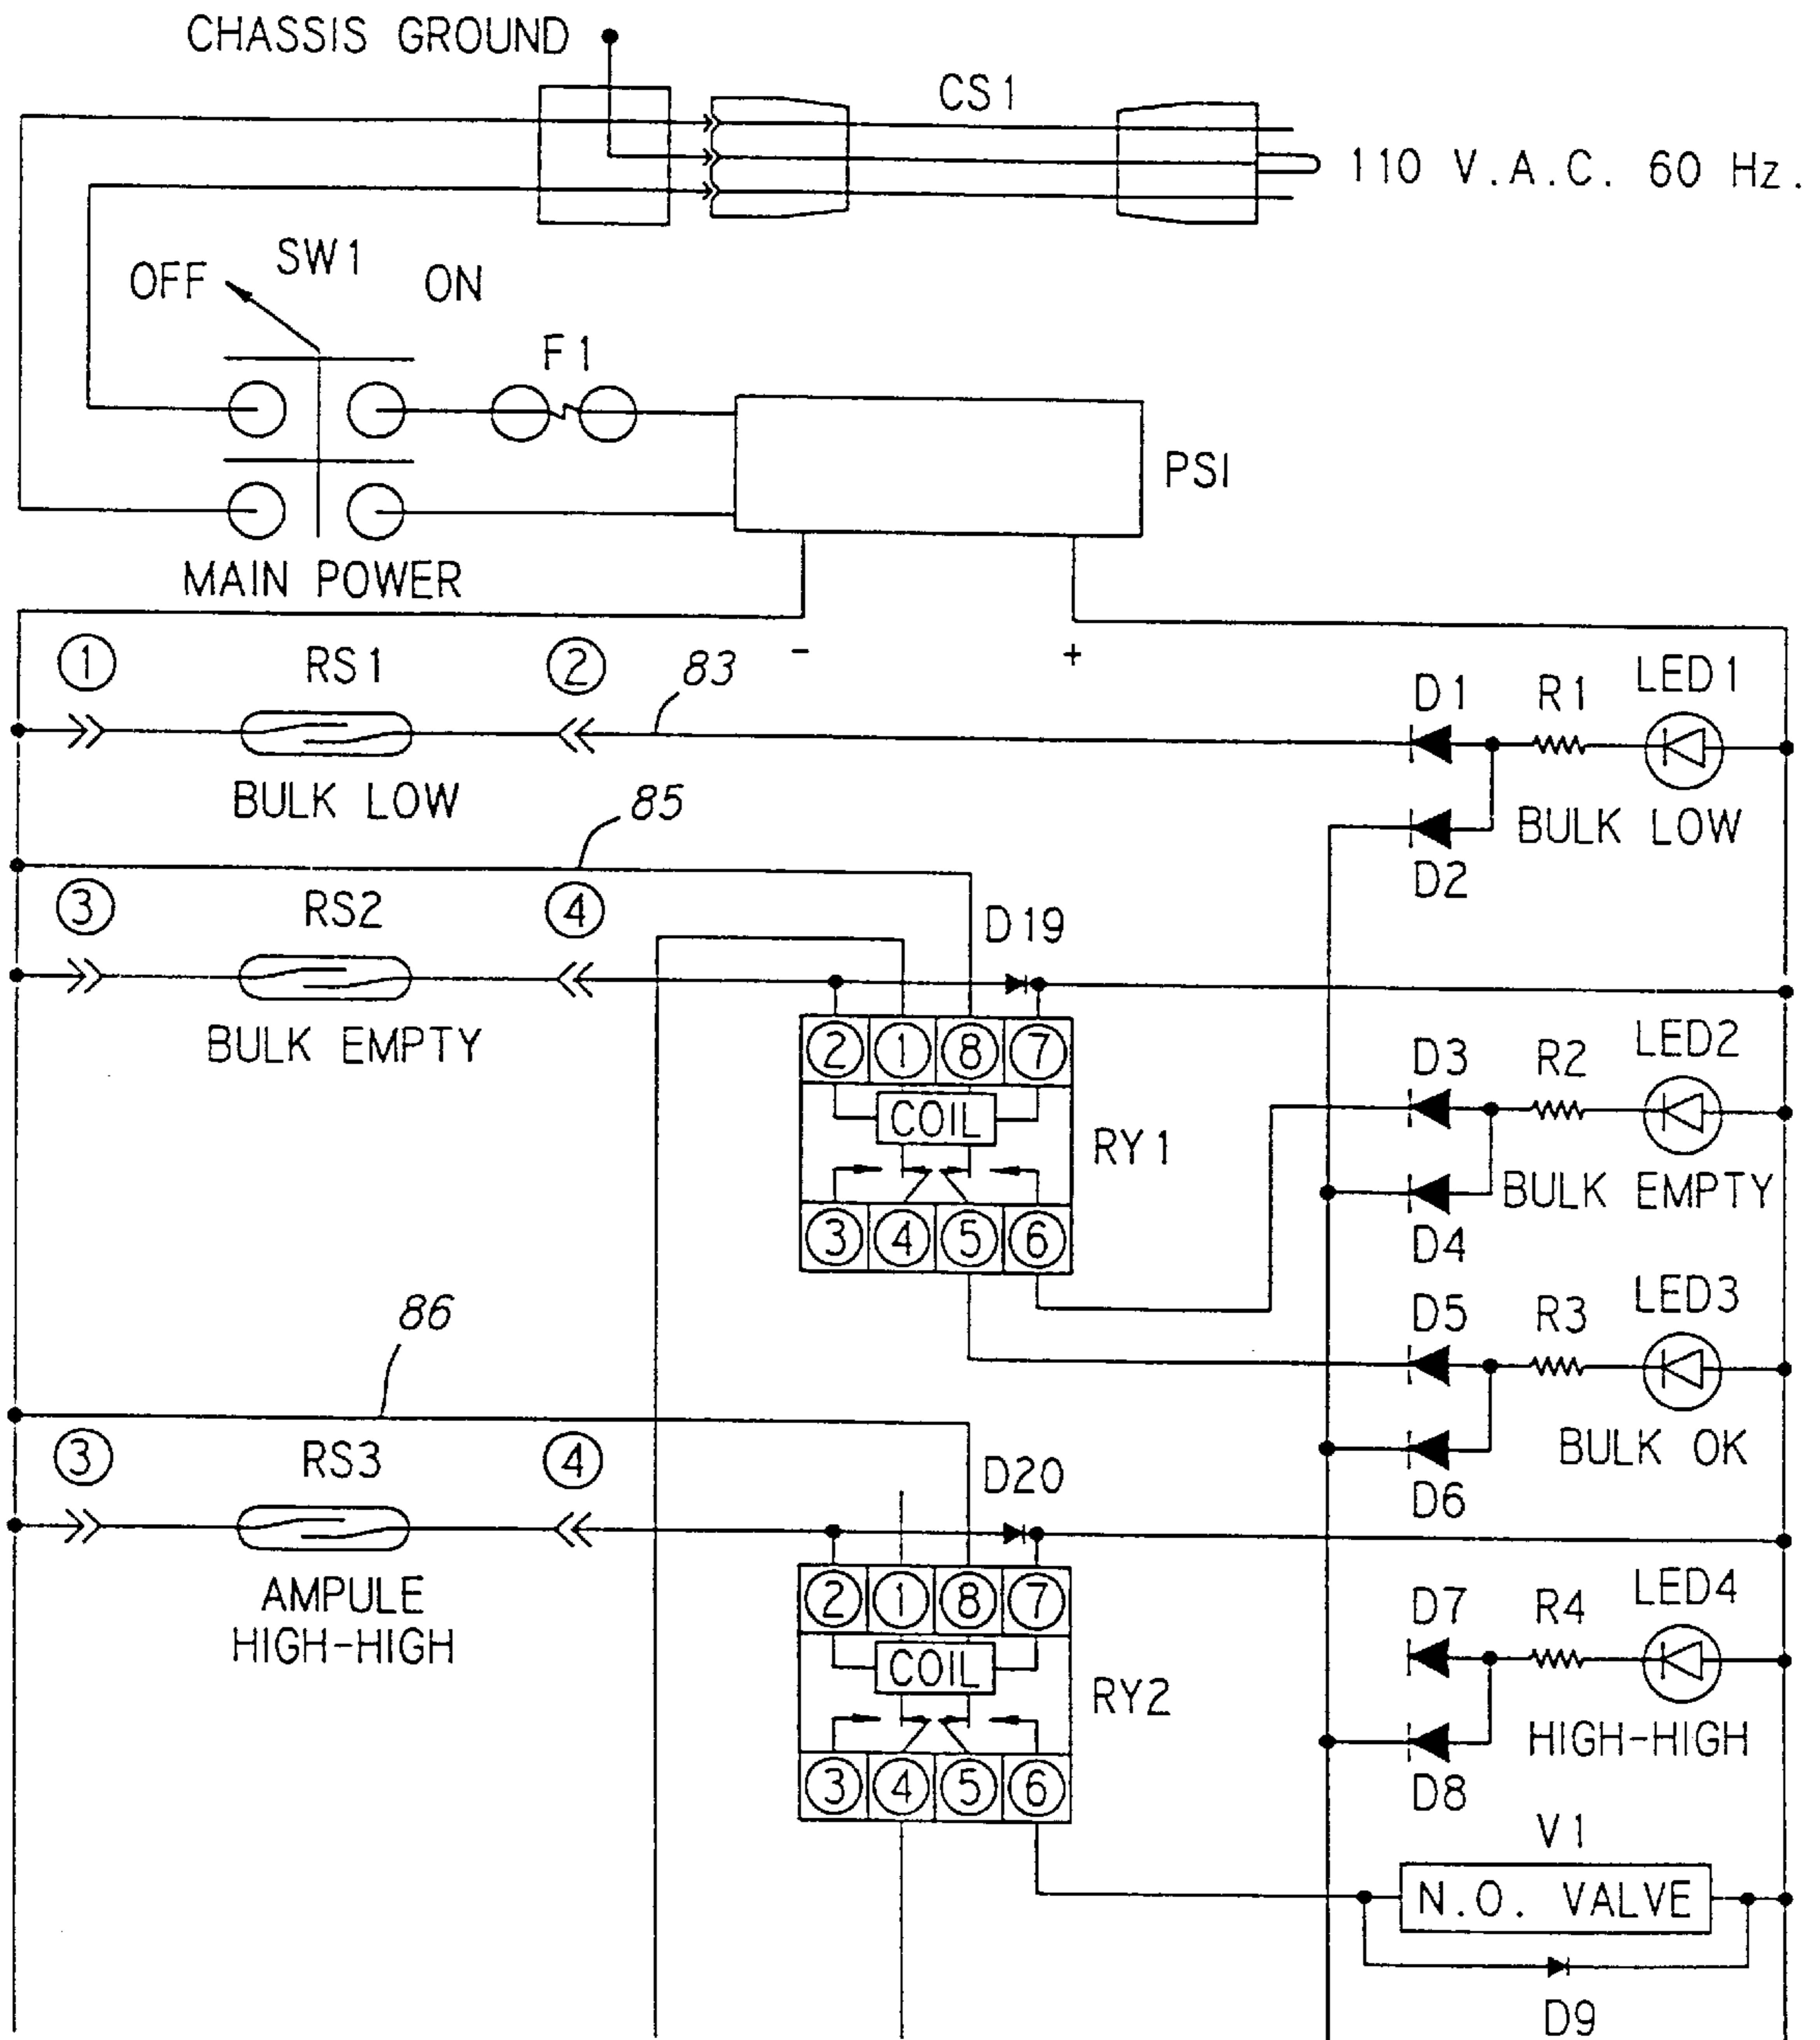 CHASSIS GROUND
CS1
110 V.A.C. 60 Hz.
SW1
OFF
ON
F1
PSI
MAIN POWER
-
+
1
RS1
2
83
D1
R1
LED1
BULK LOW
BULK LOW
85
D2
3
RS2
4
D19
BULK EMPTY
2 1 8 7
COIL
RY1
3 4 5 6
D3
R2
LED2
BULK EMPTY
D4
D5
R3
LED3
86
BULK OK
D6
3
RS3
4
D20
AMPULE
HIGH-HIGH
2 1 8 7
COIL
RY2
3 4 5 6
D7
R4
LED4
HIGH-HIGH
D8
V1
N.O. VALVE
D9